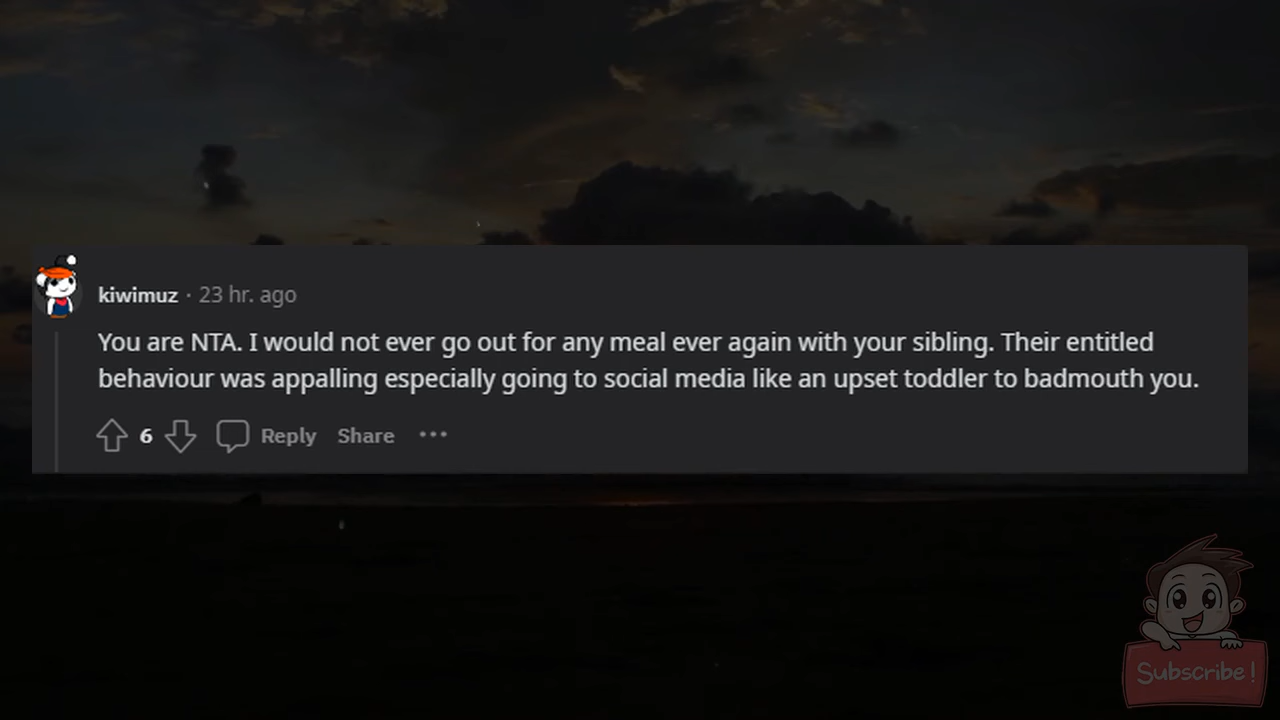 kiwimuz · 23 hr. ago
You are NTA. I would not ever go out for any meal ever again with your sibling. Their entitled
behaviour was appalling especially going to social media like an upset toddler to badmouth you.
6 Reply Share ···
Subscribe!